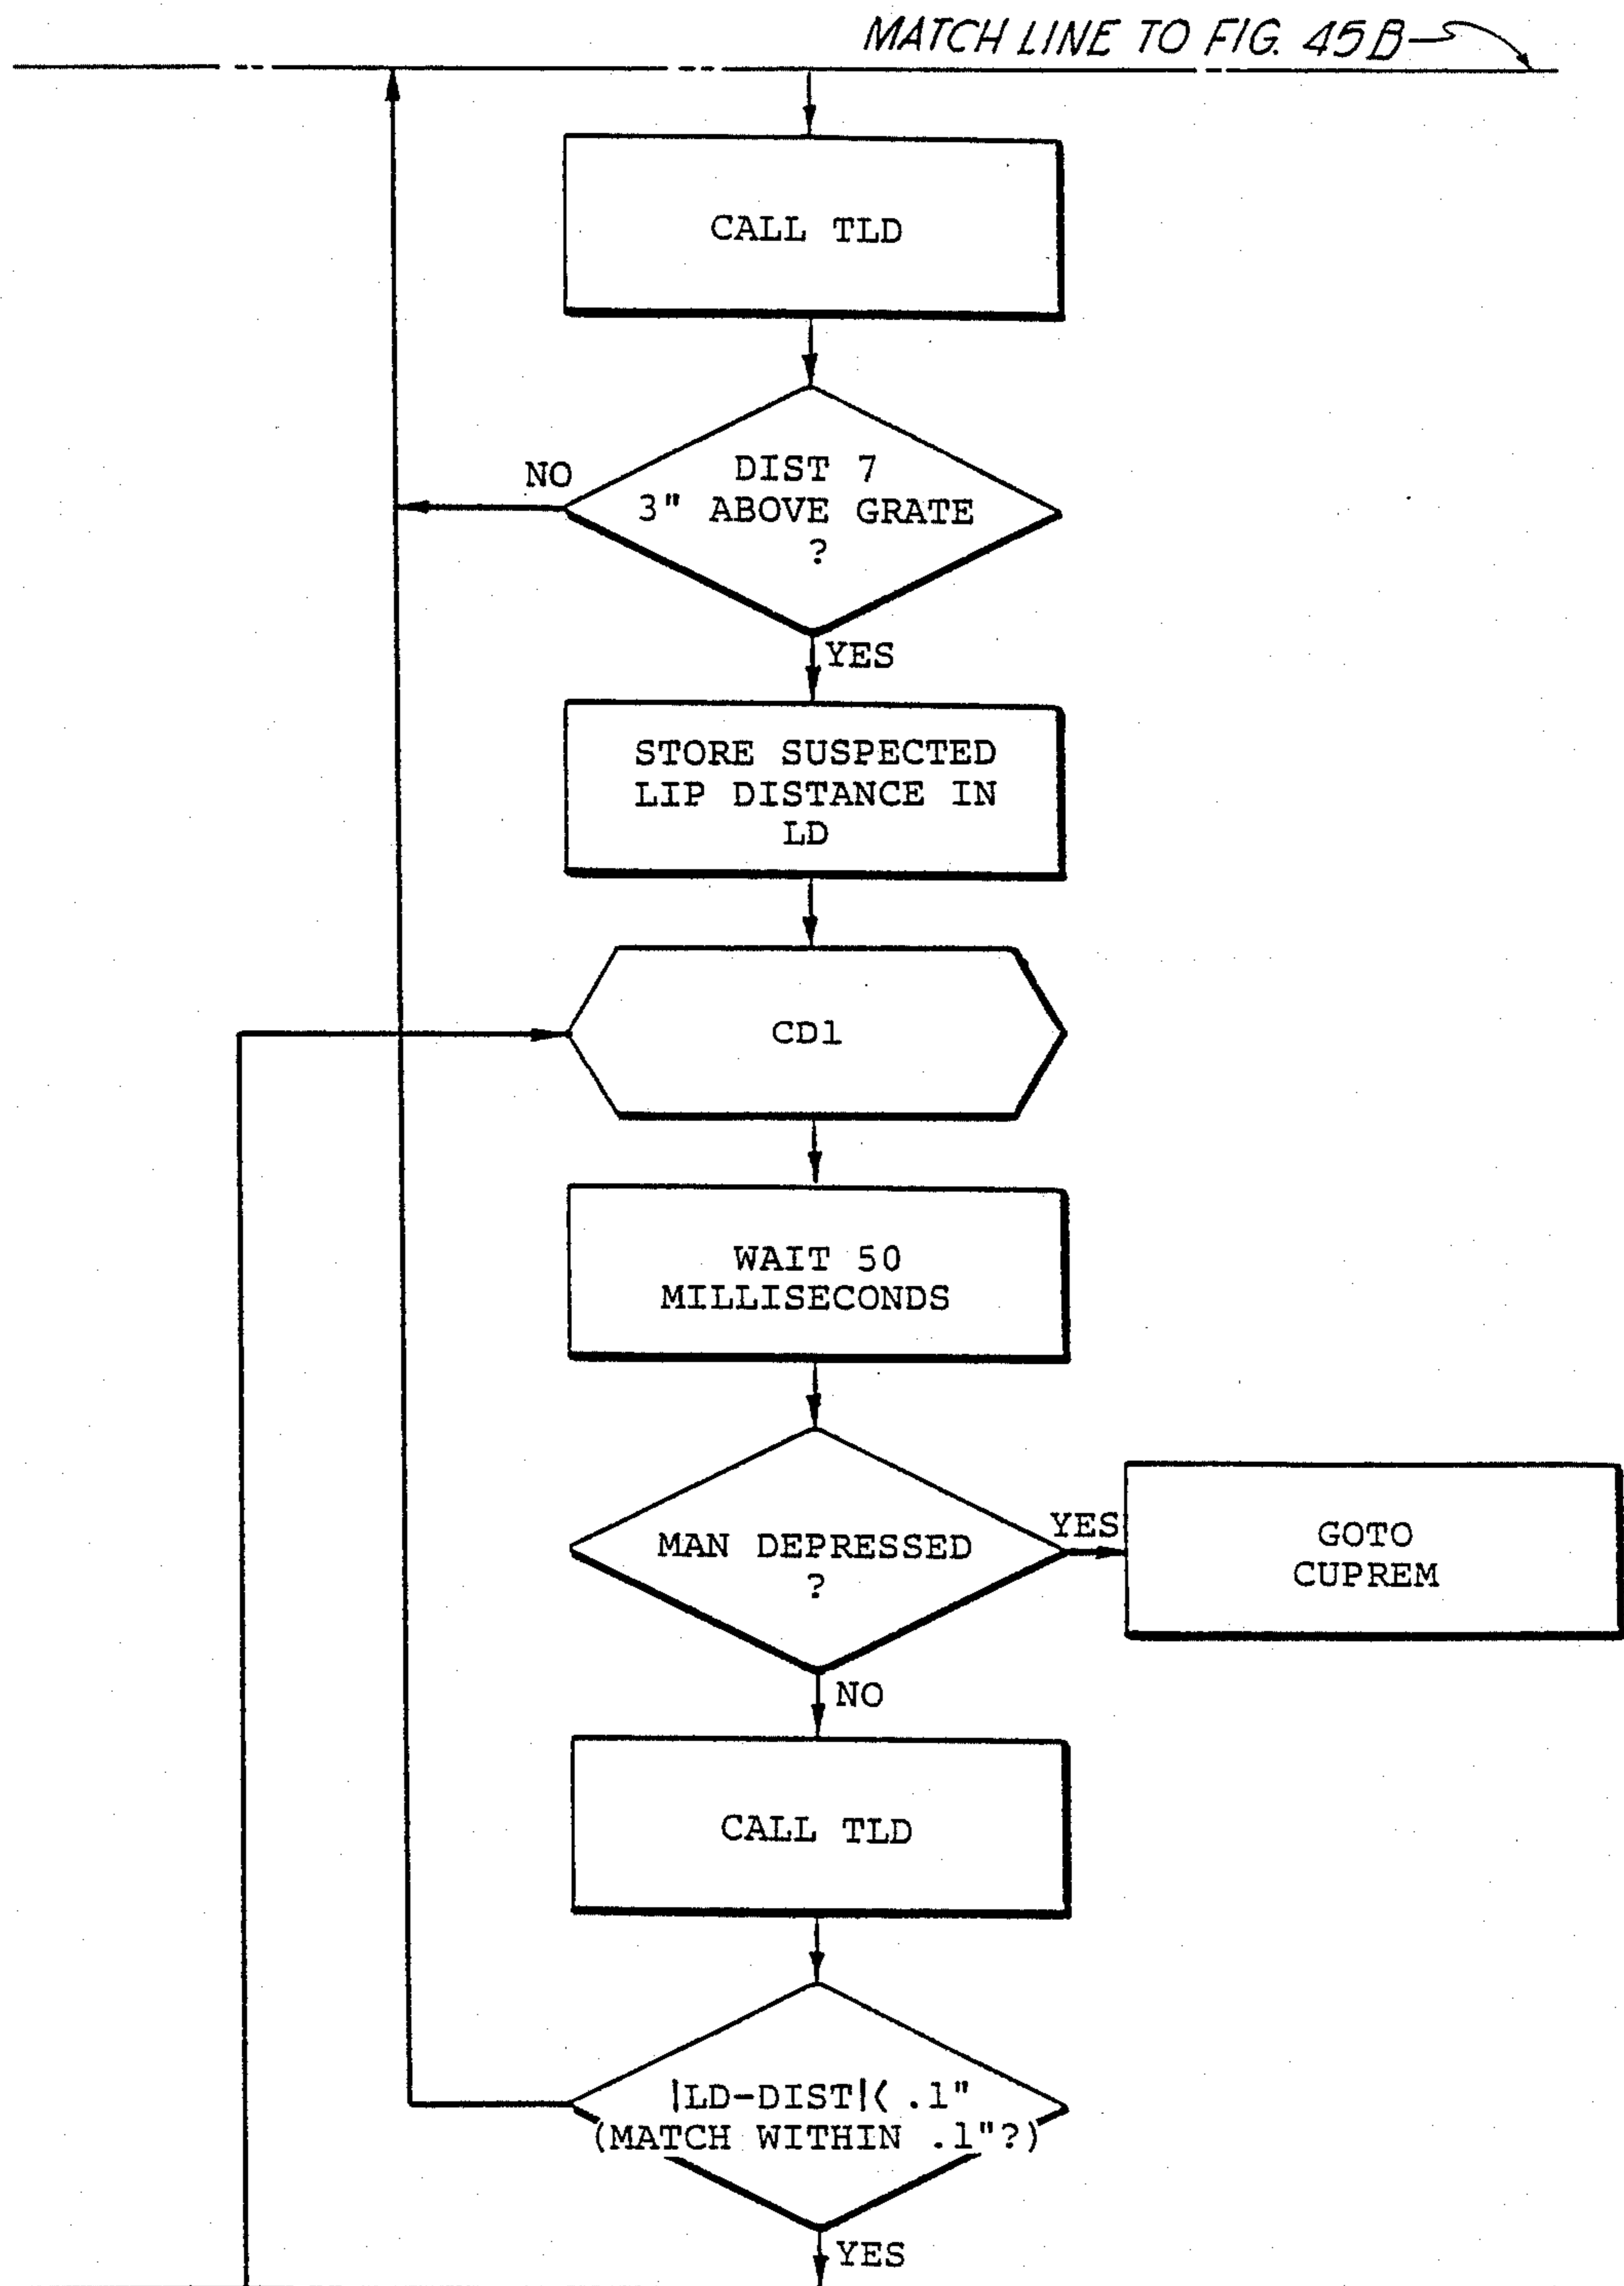 MATCH LINE TO FIG. 45B
CALL TLD
DIST 7
3" ABOVE GRATE
?
NO
YES
STORE SUSPECTED
LIP DISTANCE IN
LD
CD1
WAIT 50
MILLISECONDS
MAN DEPRESSED
?
YES
GOTO
CUPREM
NO
CALL TLD
|LD-DIST|< .1"
(MATCH WITHIN .1"?)
YES